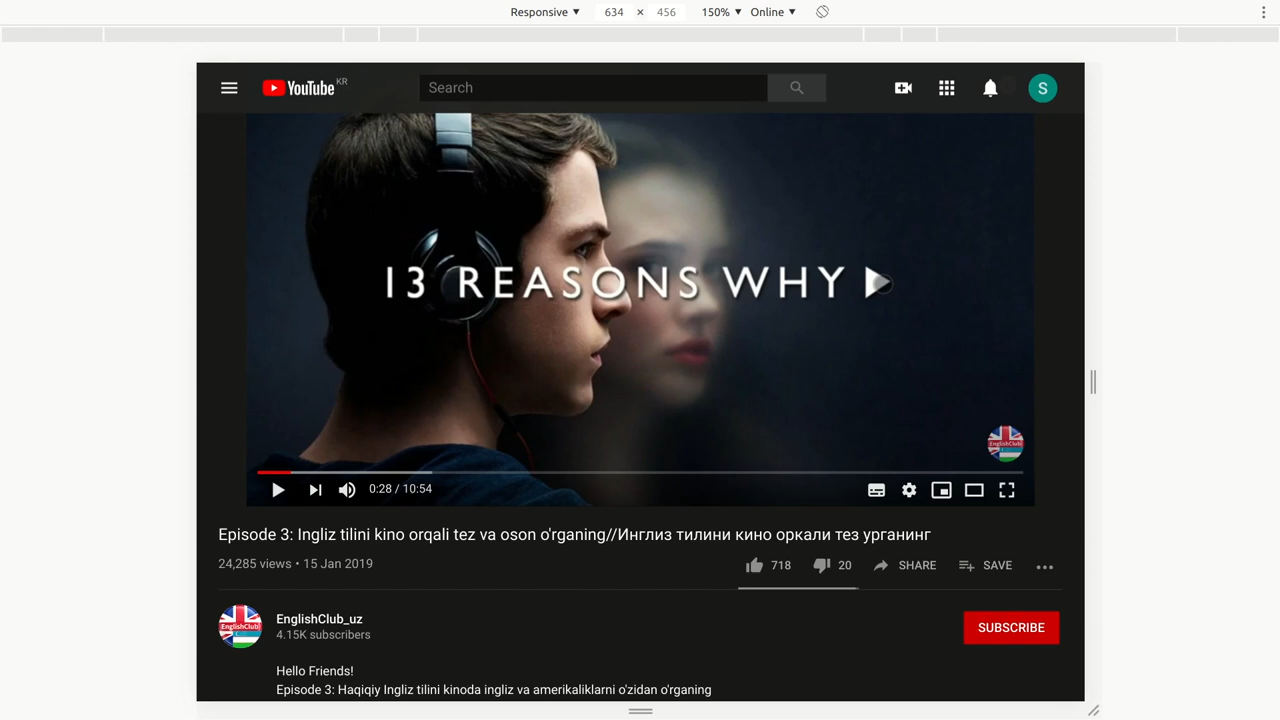 Responsive ▼ 634 × 456 150% ▼ Online ▼
YouTube KR
Search
S
13 REASONS WHY
EnglishClub
0:28 / 10:54
Episode 3: Ingliz tilini kino orqali tez va oson o'rganing//Инглиз тилини кино оркали тез урганинг
24,285 views • 15 Jan 2019
718 20 SHARE SAVE
EnglishClub
EnglishClub_uz
4.15K subscribers
SUBSCRIBE
Hello Friends!
Episode 3: Haqiqiy Ingliz tilini kinoda ingliz va amerikaliklarni o'zidan o'rganing